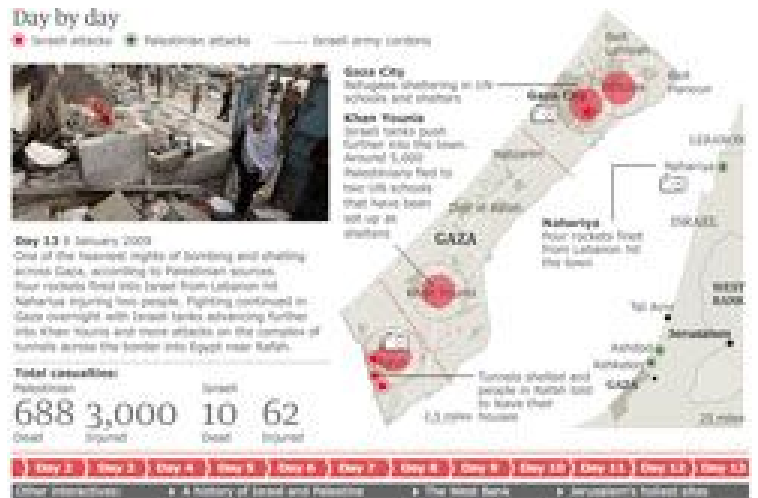 Day by day
Israeli attacks
Palestinian attacks
Israeli army cordons
Gaza City
Refugees sheltering in UN
schools and shelters
Khan Younis
Israeli tanks push
further into the town.
Around 5,000
Palestinians fled to
two UN schools
that have been
set up as
shelters
Beit
Lahiyah
Beit
Hanoun
Gaza City
GAZA
LEBANON
Nahariya
ISRAEL
Nahariya
Four rockets fired
from Lebanon hit
the town
WEST
BANK
Tel Aviv
Jerusalem
Ashdod
Ashkelon
GAZA
25 miles
Tunnels shelled and
people in Rafah told
to leave their
houses
Day 13 8 January 2009
One of the heaviest nights of bombing and shelling
across Gaza, according to Palestinian sources.
Four rockets fired into Israel from Lebanon hit
Nahariya injuring two people. Fighting continued in
Gaza overnight with Israeli tanks advancing further
into Khan Younis and more attacks on the complex of
tunnels across the border into Egypt near Rafah.
Total casualties:
Palestinian
Israeli
688 3,000 10 62
Dead Injured Dead Injured
Day 2 Day 3 Day 4 Day 5 Day 6 Day 7 Day 8 Day 9 Day 10 Day 11 Day 12 Day 13
Other interactives: A history of Israel and Palestine The West Bank Jerusalem's holiest sites